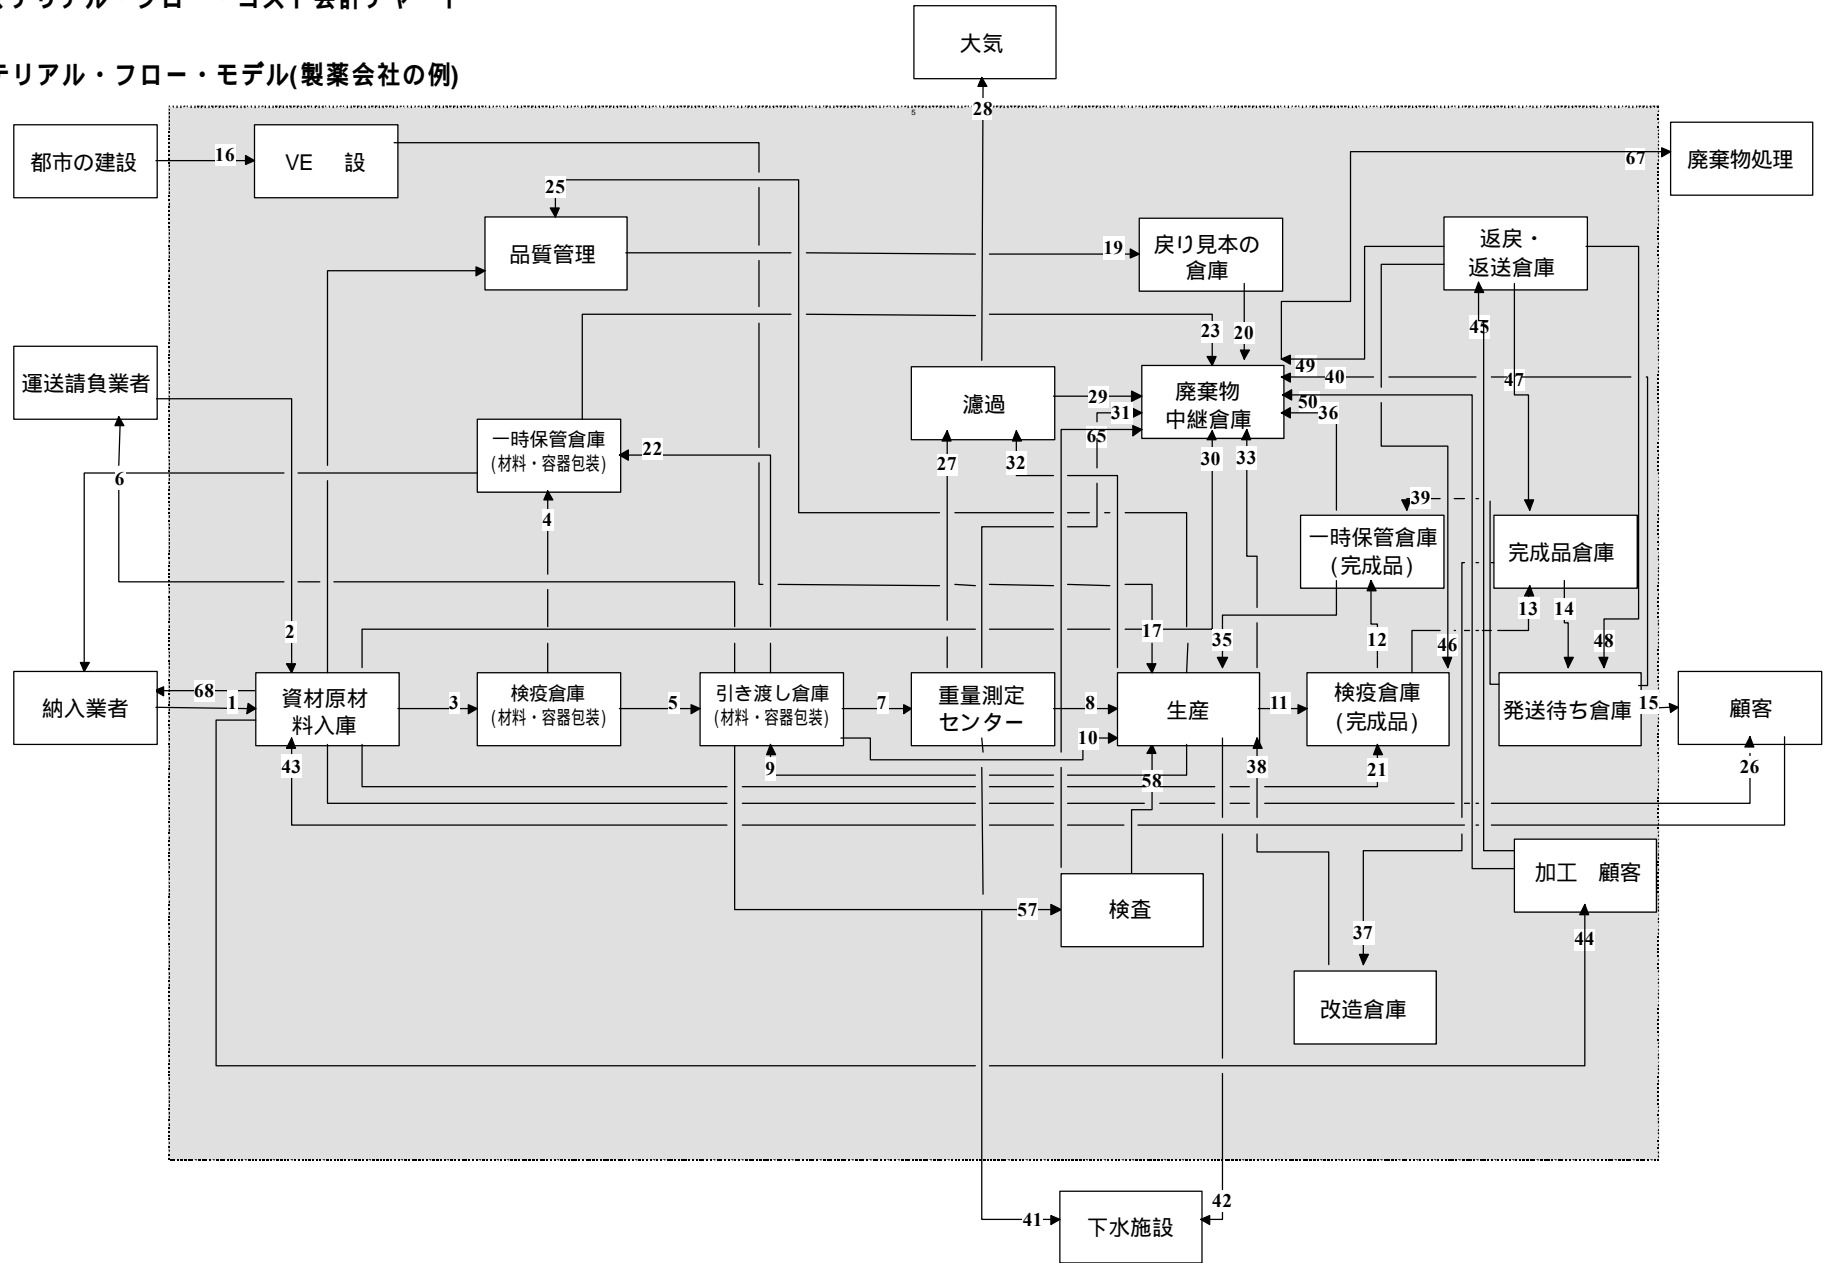 テリアル・フロー・モデル(製薬会社の例)
大気
28
5
都市の建設
16
VE 設
67
廃棄物処理
25
品質管理
19
戻り見本の
倉庫
返戻・
返送倉庫
23
20
45
運送請負業者
49
40
47
濾過
29
31
廃棄物
中継倉庫
50
36
65
一時保管倉庫
(材料・容器包装)
22
27
32
30
33
6
4
39
一時保管倉庫
(完成品)
完成品倉庫
13
14
2
17
35
12
46
48
納入業者
68
1
資材原材
料入庫
3
検疫倉庫
(材料・容器包装)
5
引き渡し倉庫
(材料・容器包装)
7
重量測定
センター
8
10
生産
11
検疫倉庫
(完成品)
発送待ち倉庫
15
顧客
43
9
58
38
21
26
加工 顧客
57
検査
37
44
改造倉庫
41
下水施設
42